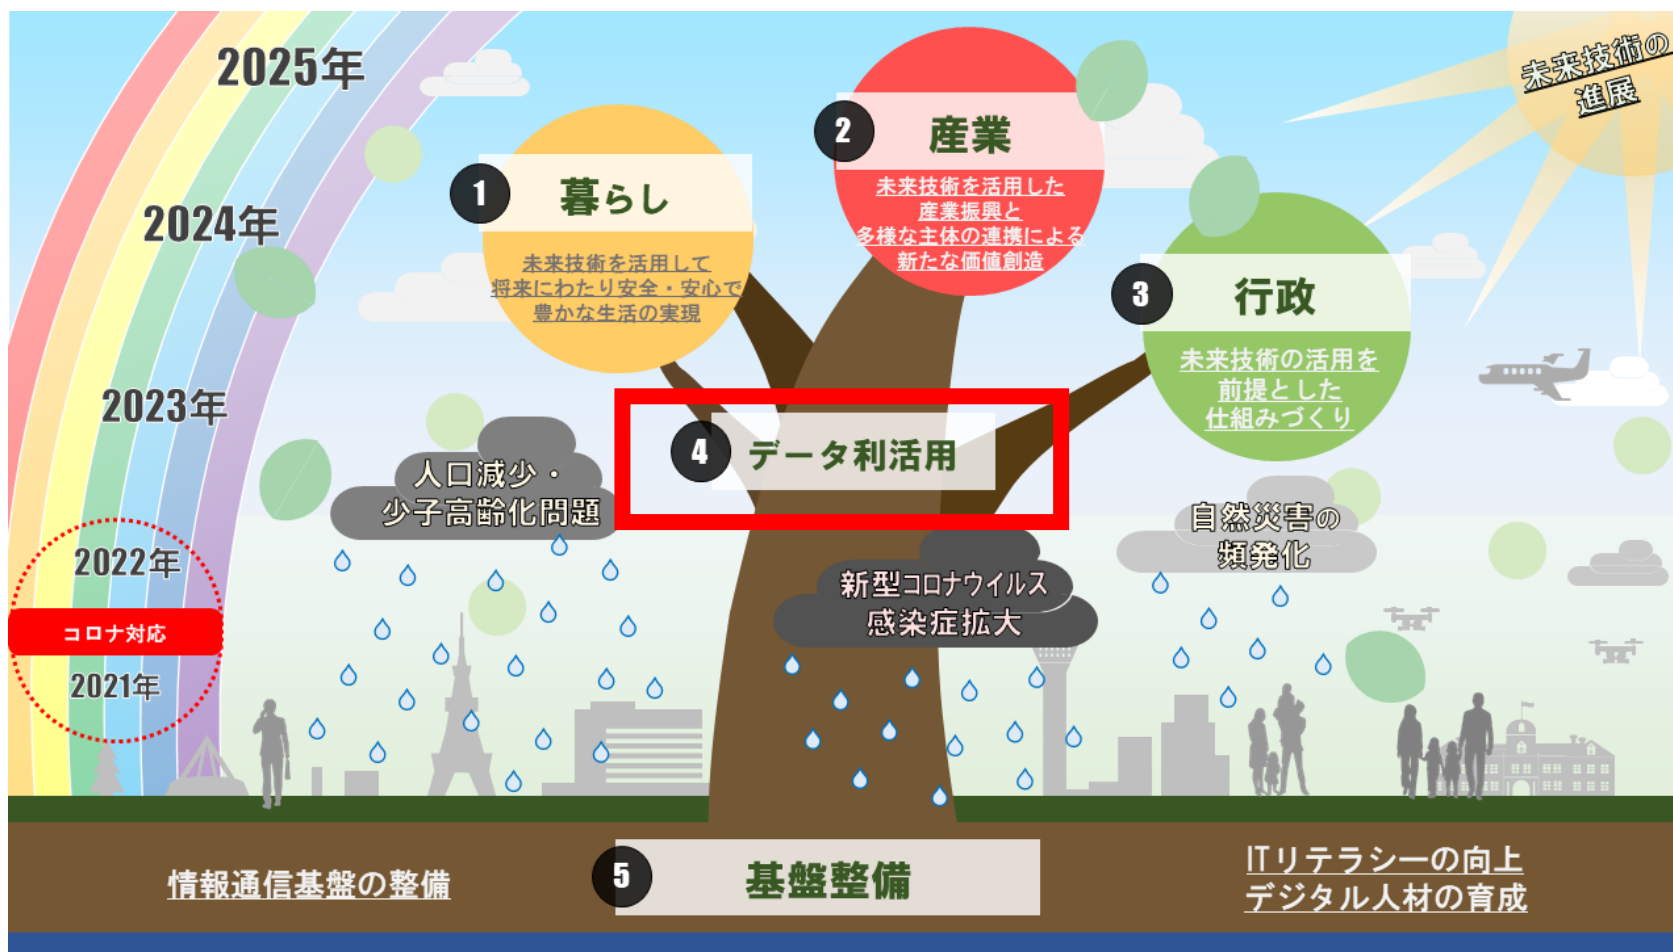 2025年
2024年
2023年
2022年
コロナ対応
2021年
未来技術の
進展
1
暮らし
未来技術を活用して
将来にわたり安全・安心で
豊かな生活の実現
2
産業
未来技術を活用した
産業振興と
多様な主体の連携による
新たな価値創造
3
行政
未来技術の活用を
前提とした
仕組みづくり
4
データ利活用
人口減少・
少子高齢化問題
新型コロナウイルス
感染症拡大
自然災害の
頻発化
情報通信基盤の整備
5
基盤整備
ITリテラシーの向上
デジタル人材の育成